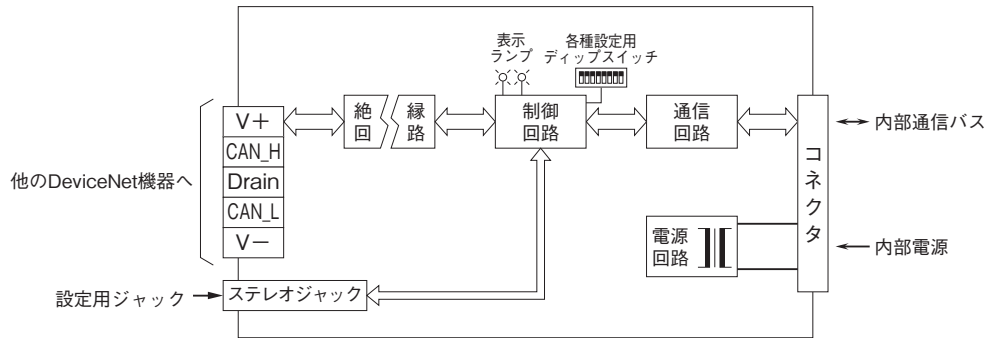 表示
ランプ
各種設定用
ディップスイッチ
V+
CAN_H
Drain
CAN_L
V−
他のDeviceNet機器へ
絶縁
回路
制御
回路
通信
回路
コネクタ
内部通信バス
電源
回路
内部電源
設定用ジャック
ステレオジャック